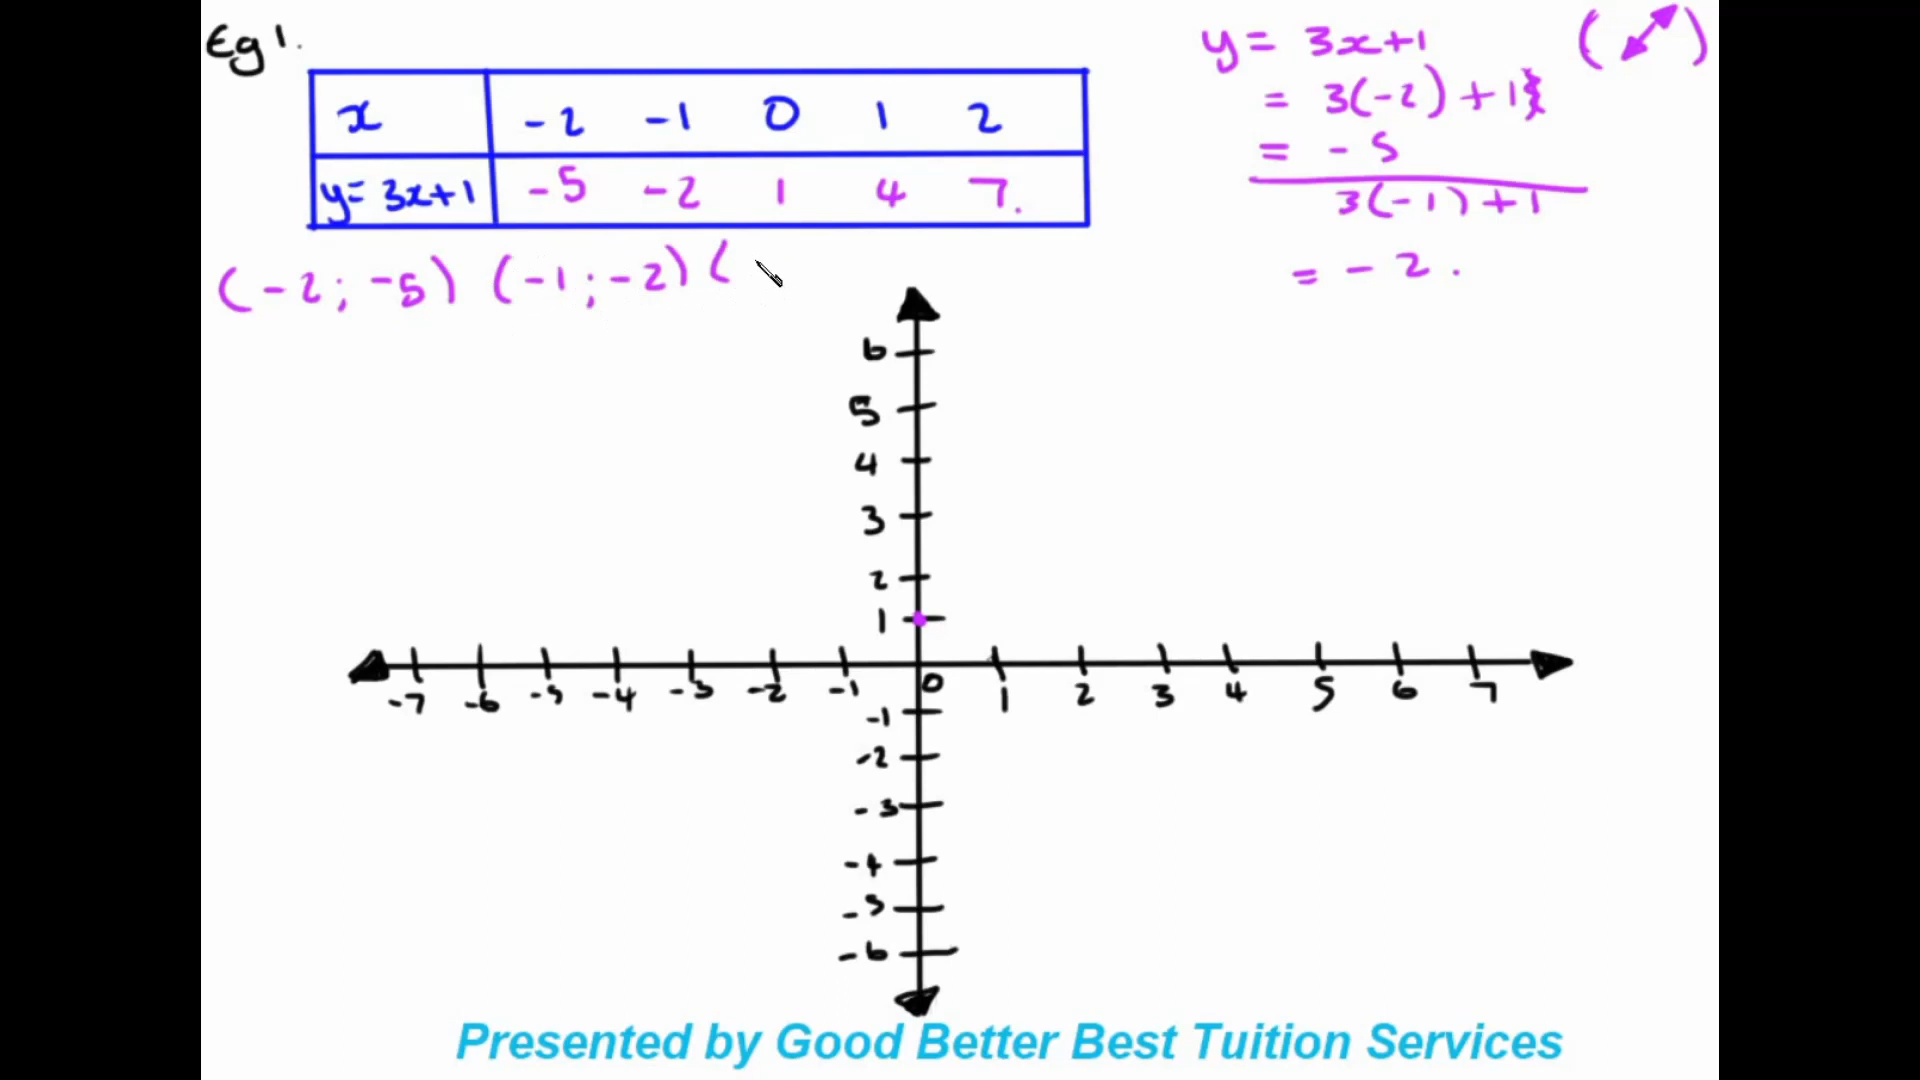 Eg 1.
x -2 -1 0 1 2
y= 3x+1 -5 -2 1 4 7.
(-2; -5) (-1; -2) (
y = 3x+1 ( )
= 3(-2) + 1
= -5
3(-1) + 1
= -2.
6
5
4
3
2
1
-7 -6 -5 -4 -3 -2 -1 0 1 2 3 4 5 6 7
-1
-2
-3
-4
-5
-6
Presented by Good Better Best Tuition Services